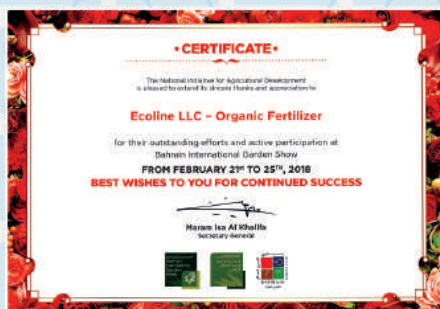 • CERTIFICATE •
The National Initiative for Agricultural Development
is pleased to extend its sincere thanks and appreciation to
Ecoline LLC – Organic Fertilizer
for their outstanding efforts and active participation at
Bahrain International Garden Show
FROM FEBRUARY 21ST TO 25TH, 2018
BEST WISHES TO YOU FOR CONTINUED SUCCESS
Maram Isa Al Khalifa
Secretary General